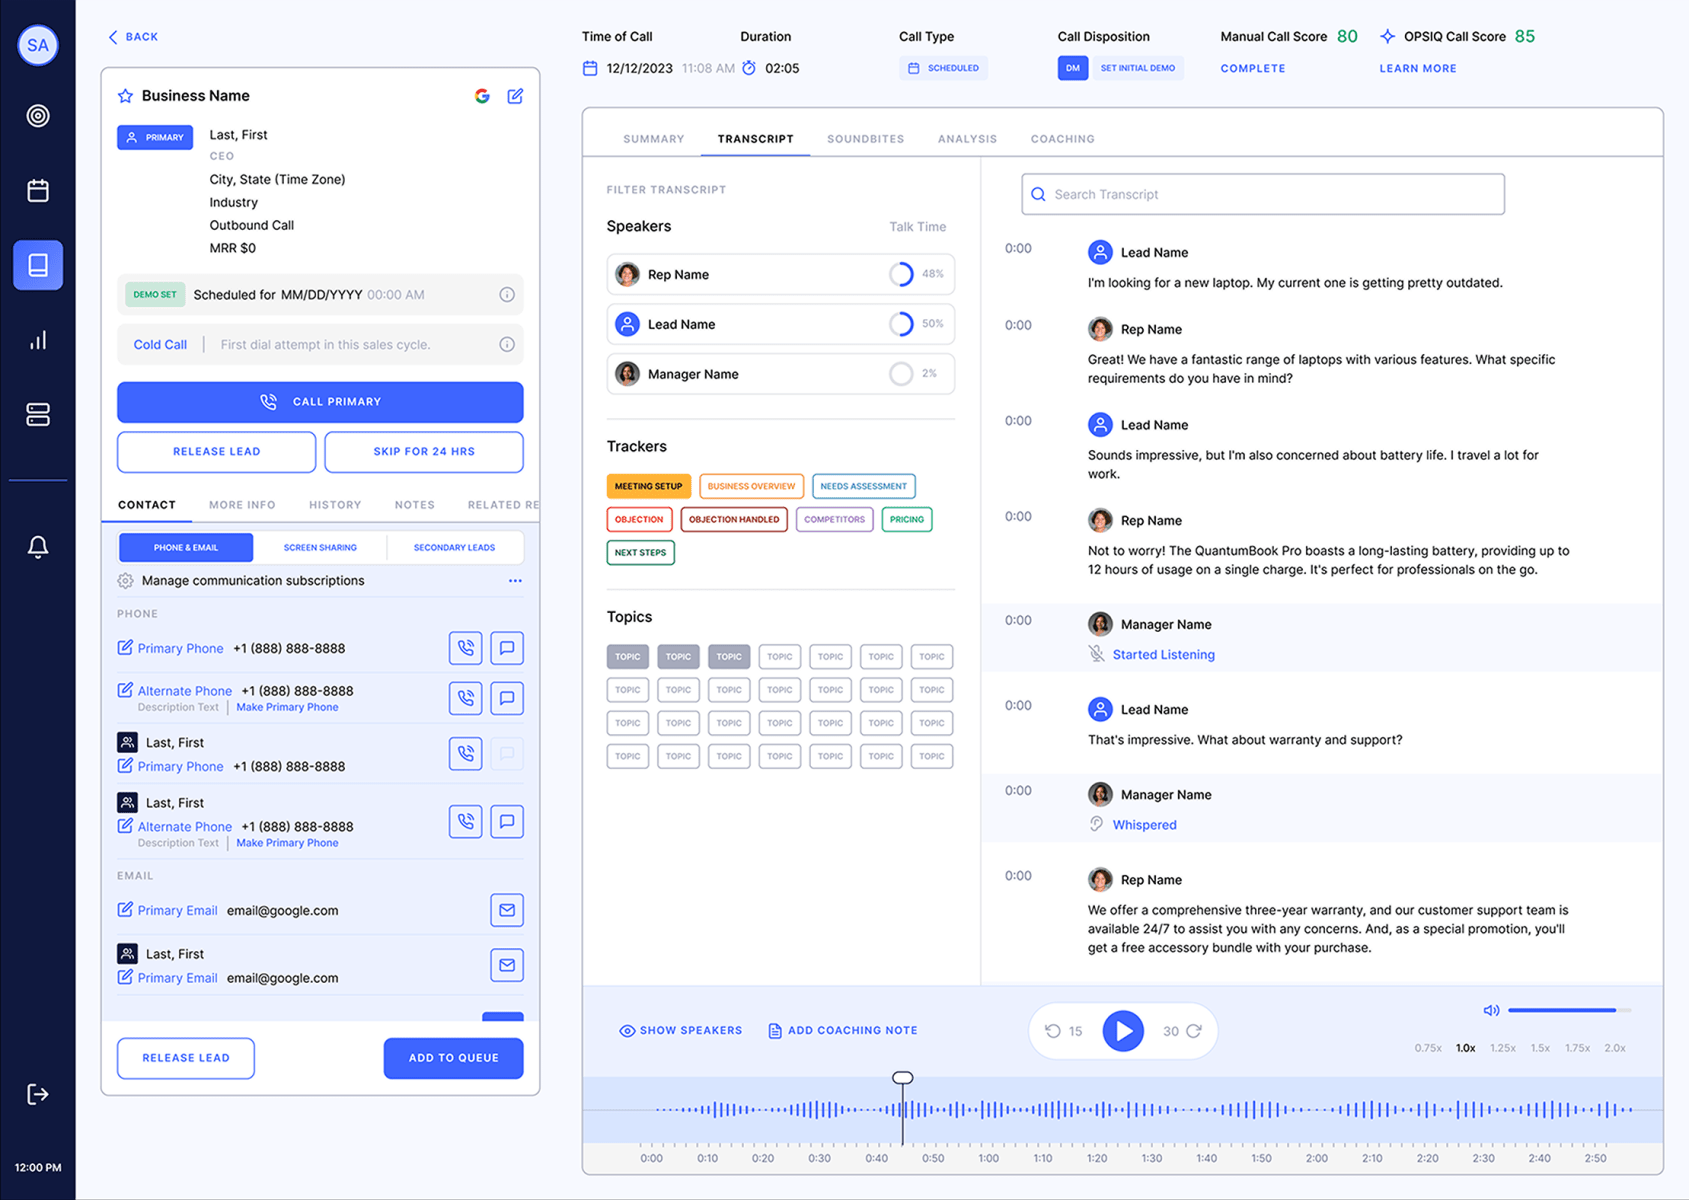 SA
12:00 PM
BACK
Business Name
PRIMARY
Last, First
CEO
City, State (Time Zone)
Industry
Outbound Call
MRR $0
DEMO SET Scheduled for MM/DD/YYYY 00:00 AM
Cold Call First dial attempt in this sales cycle.
CALL PRIMARY
RELEASE LEAD SKIP FOR 24 HRS
CONTACT MORE INFO HISTORY NOTES RELATED RE
PHONE & EMAIL SCREEN SHARING SECONDARY LEADS
Manage communication subscriptions
PHONE
Primary Phone +1 (888) 888-8888
Alternate Phone +1 (888) 888-8888
Description Text Make Primary Phone
Last, First
Primary Phone +1 (888) 888-8888
Last, First
Alternate Phone +1 (888) 888-8888
Description Text Make Primary Phone
EMAIL
Primary Email email@google.com
Last, First
Primary Email email@google.com
RELEASE LEAD ADD TO QUEUE
Time of Call Duration Call Type Call Disposition Manual Call Score 80 OPSIQ Call Score 85
12/12/2023 11:08 AM 02:05 SCHEDULED DM SET INITIAL DEMO COMPLETE LEARN MORE
SUMMARY TRANSCRIPT SOUNDBITES ANALYSIS COACHING
FILTER TRANSCRIPT
Speakers Talk Time
Rep Name 48%
Lead Name 50%
Manager Name 2%
Trackers
MEETING SETUP BUSINESS OVERVIEW NEEDS ASSESSMENT
OBJECTION OBJECTION HANDLED COMPETITORS PRICING
NEXT STEPS
Topics
TOPIC TOPIC TOPIC TOPIC TOPIC TOPIC TOPIC
TOPIC TOPIC TOPIC TOPIC TOPIC TOPIC TOPIC
TOPIC TOPIC TOPIC TOPIC TOPIC TOPIC TOPIC
TOPIC TOPIC TOPIC TOPIC TOPIC TOPIC TOPIC
Search Transcript
0:00 Lead Name
I'm looking for a new laptop. My current one is getting pretty outdated.
0:00 Rep Name
Great! We have a fantastic range of laptops with various features. What specific
requirements do you have in mind?
0:00 Lead Name
Sounds impressive, but I'm also concerned about battery life. I travel a lot for
work.
0:00 Rep Name
Not to worry! The QuantumBook Pro boasts a long-lasting battery, providing up to
12 hours of usage on a single charge. It's perfect for professionals on the go.
0:00 Manager Name
Started Listening
0:00 Lead Name
That's impressive. What about warranty and support?
0:00 Manager Name
Whispered
0:00 Rep Name
We offer a comprehensive three-year warranty, and our customer support team is
available 24/7 to assist you with any concerns. And, as a special promotion, you'll
get a free accessory bundle with your purchase.
SHOW SPEAKERS ADD COACHING NOTE 15 30
0.75x 1.0x 1.25x 1.5x 1.75x 2.0x
0:00 0:10 0:20 0:30 0:40 0:50 1:00 1:10 1:20 1:30 1:40 1:50 2:00 2:10 2:20 2:30 2:40 2:50